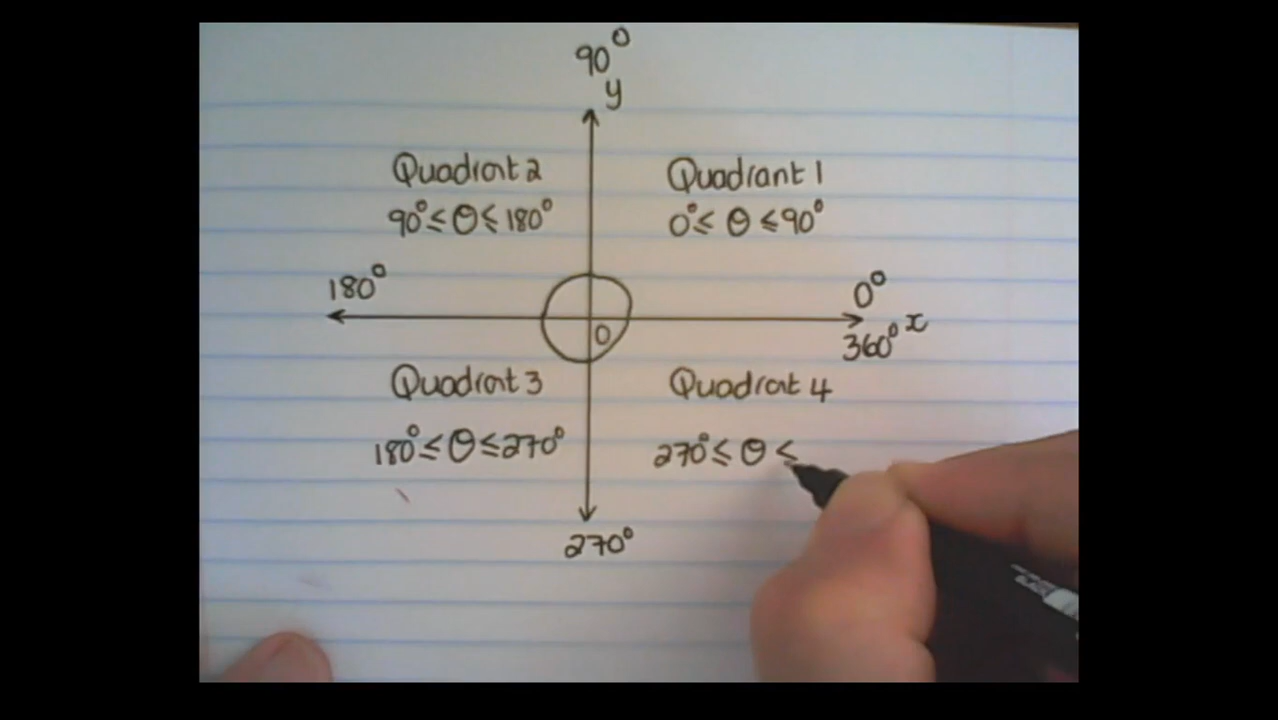 90°
y
Quadrant 2
90° ≤ θ ≤ 180°
Quadrant 1
0° ≤ θ ≤ 90°
180°
0°
x
360°
0
Quadrant 3
180° ≤ θ ≤ 270°
Quadrant 4
270° ≤ θ ≤
270°